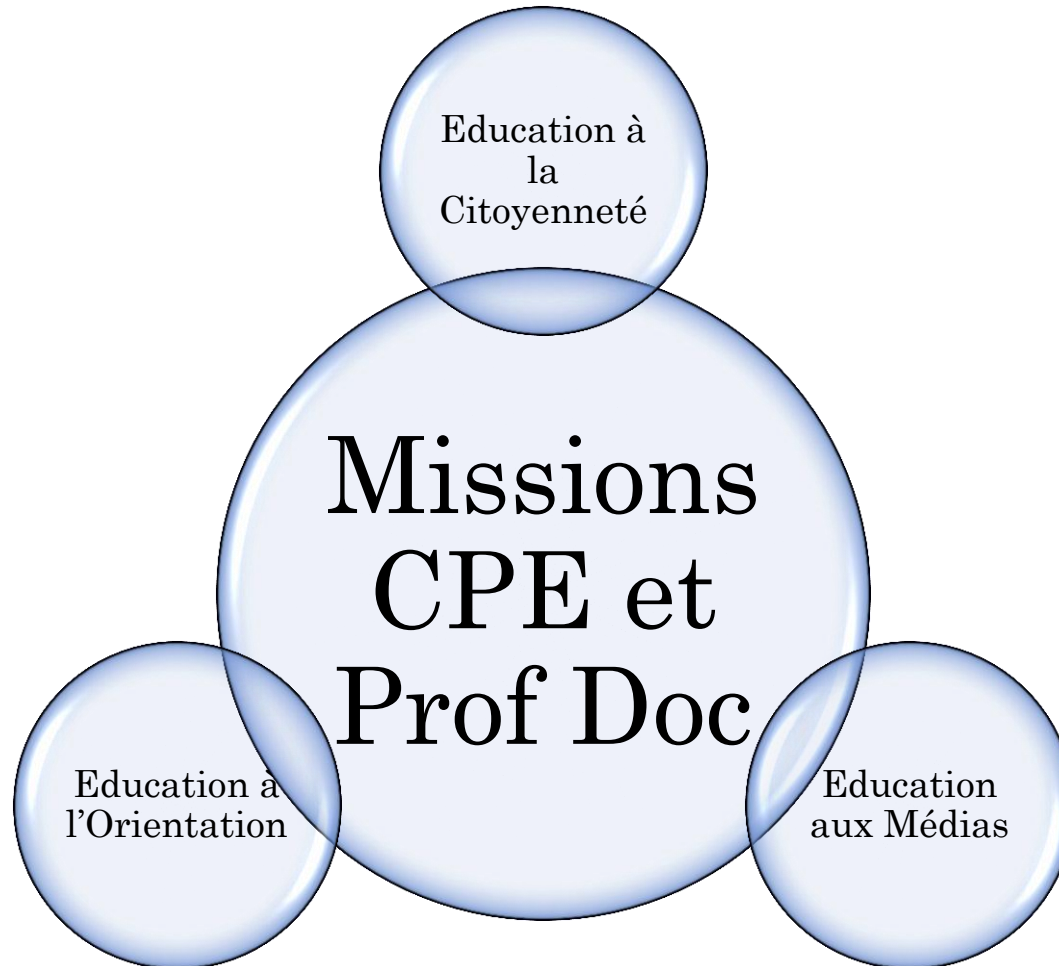 Education à
la
Citoyenneté
Missions
CPE et
Prof Doc
Education à
l’Orientation
Education
aux Médias